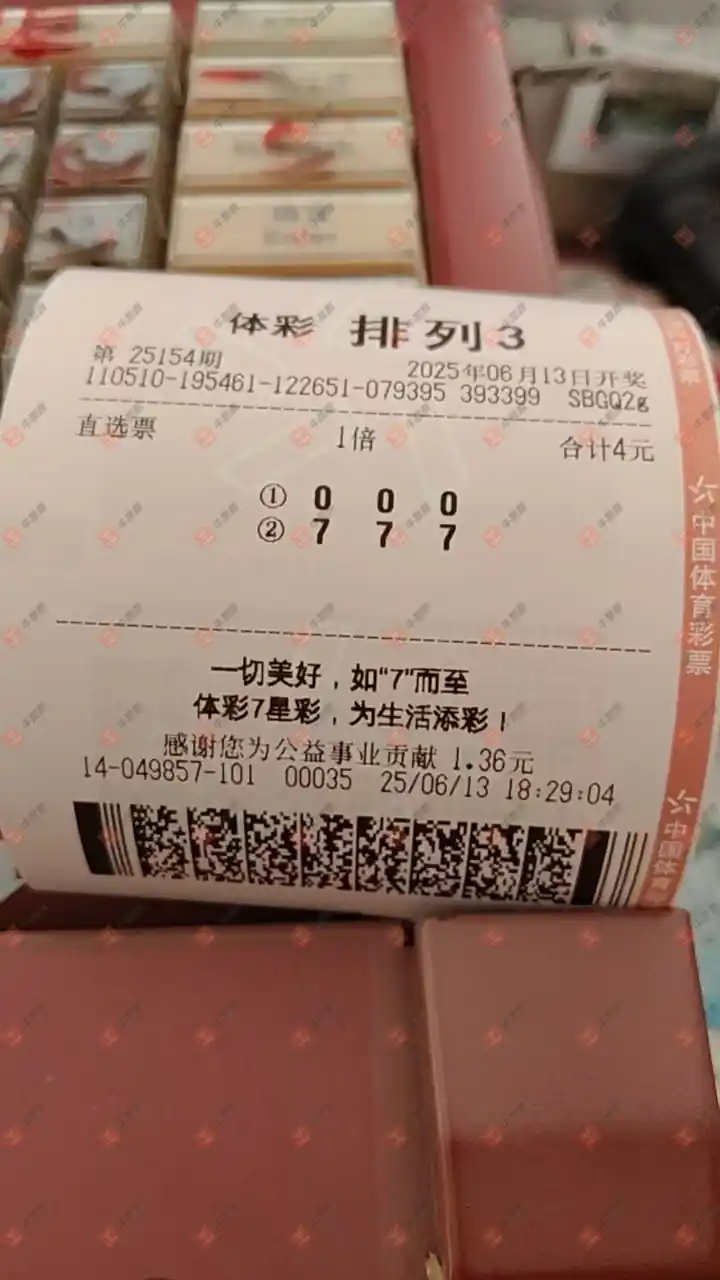 体彩 排列3
第 25154期 2025年06月13日开奖
110510-195461-122651-079395 393399 SBGQ2g
直选票 1倍 合计4元
① 0 0 0
② 7 7 7
一切美好，如“7”而至
体彩7星彩，为生活添彩！
感谢您为公益事业贡献 1.36元
14-049857-101 00035 25/06/13 18:29:04
中国体育彩票
中国体育